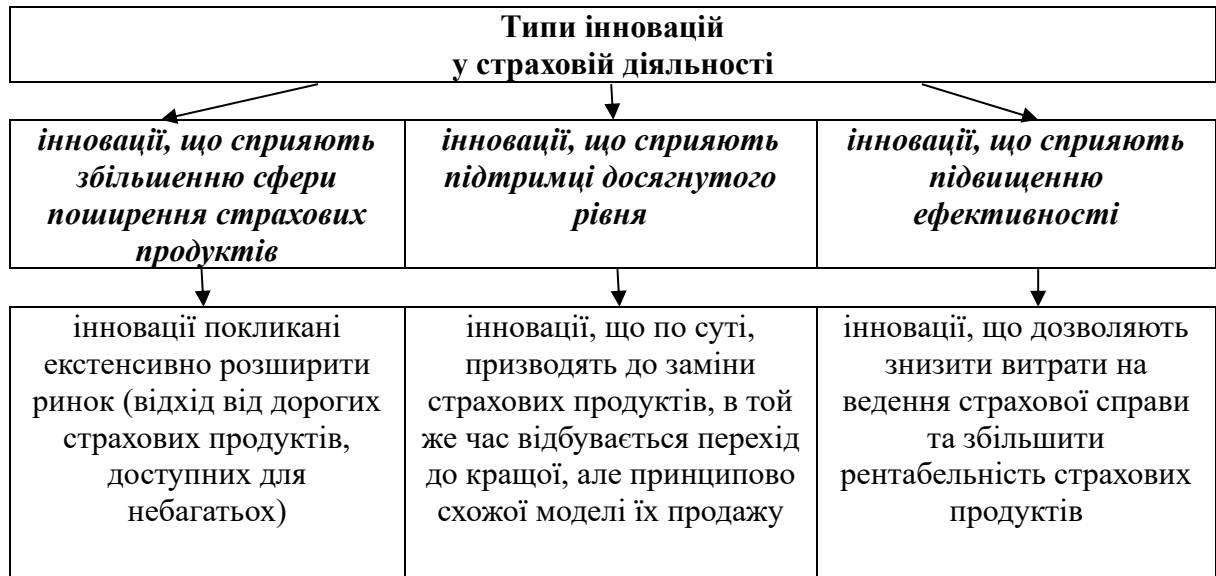 Типи інновацій
у страховій діяльності
інновації, що сприяють
збільшенню сфери
поширення страхових
продуктів
інновації, що сприяють
підтримці досягнутого
рівня
інновації, що сприяють
підвищенню
ефективності
інновації покликані
екстенсивно розширити
ринок (відхід від дорогих
страхових продуктів,
доступних для
небагатьох)
інновації, що по суті,
призводять до заміни
страхових продуктів, в той
же час відбувається перехід
до кращої, але принципово
схожої моделі їх продажу
інновації, що дозволяють
знизити витрати на
ведення страхової справи
та збільшити
рентабельність страхових
продуктів